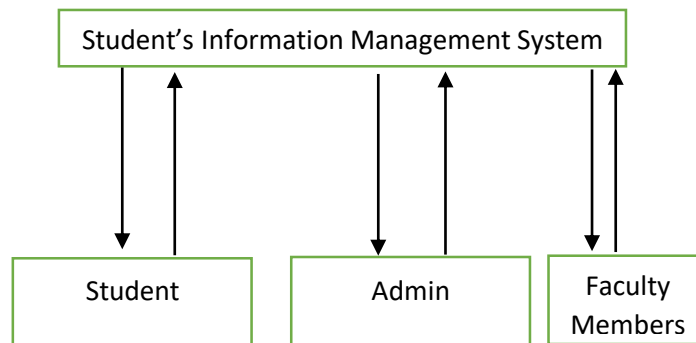 Student’s Information Management System
Student
Admin
Faculty
Members